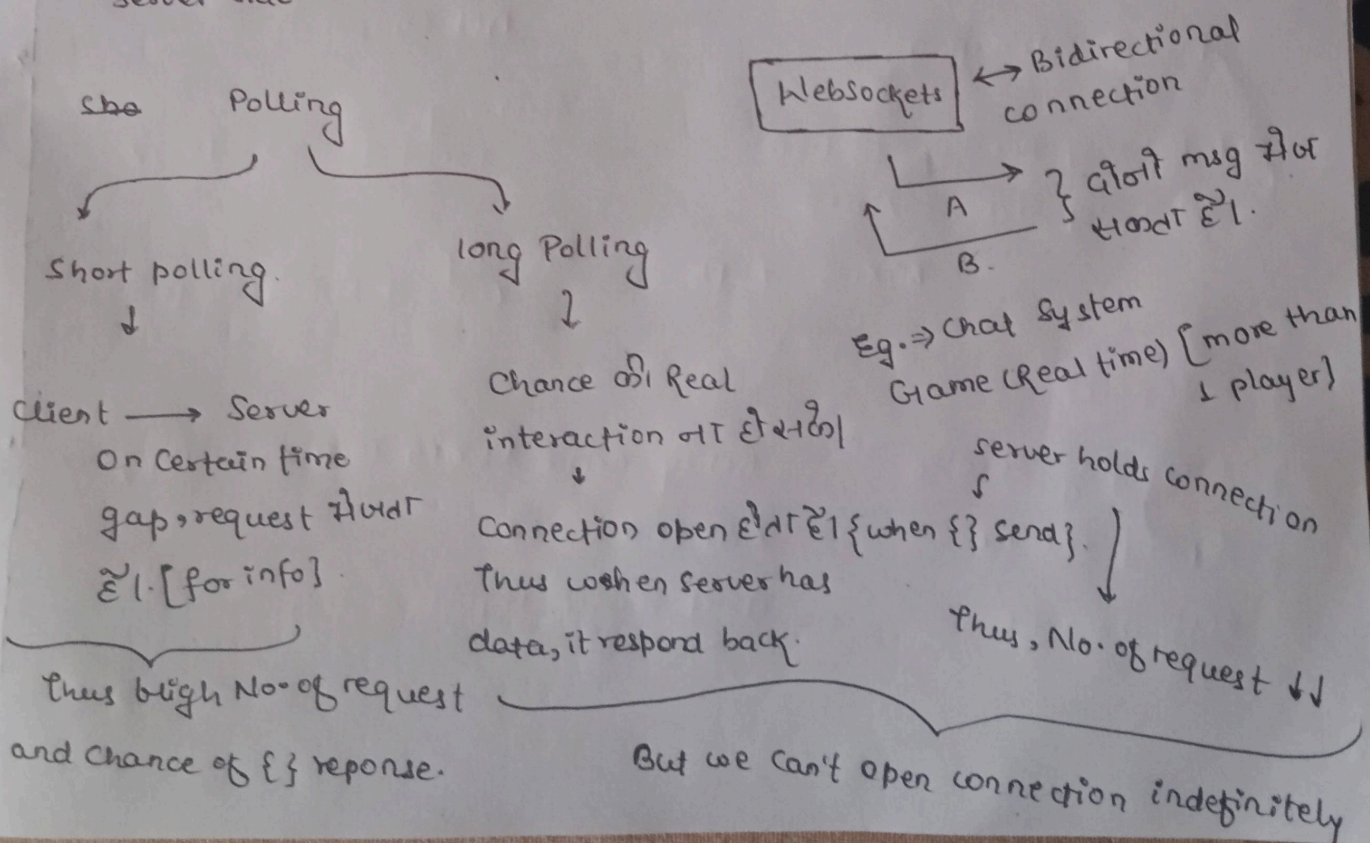 Polling
Short polling.
Client → Server
On Certain time
gap, request भेजता
है। [for info].
Thus high No. of request
and chance of { } reponse.
long Polling
Chance की Real
interaction ना हो सके।
Connection open होता है। {when { } send}.
Thus when server has
data, it respond back.
server holds connection
Thus, No. of request ↓↓
But we can't open connection indefinitely
Websockets ↔ Bidirectional
connection
A
B.
} दोनों msg भेज
सकता है।
Eg. ⇒ Chat System
Game (Real time) [more than
1 player]